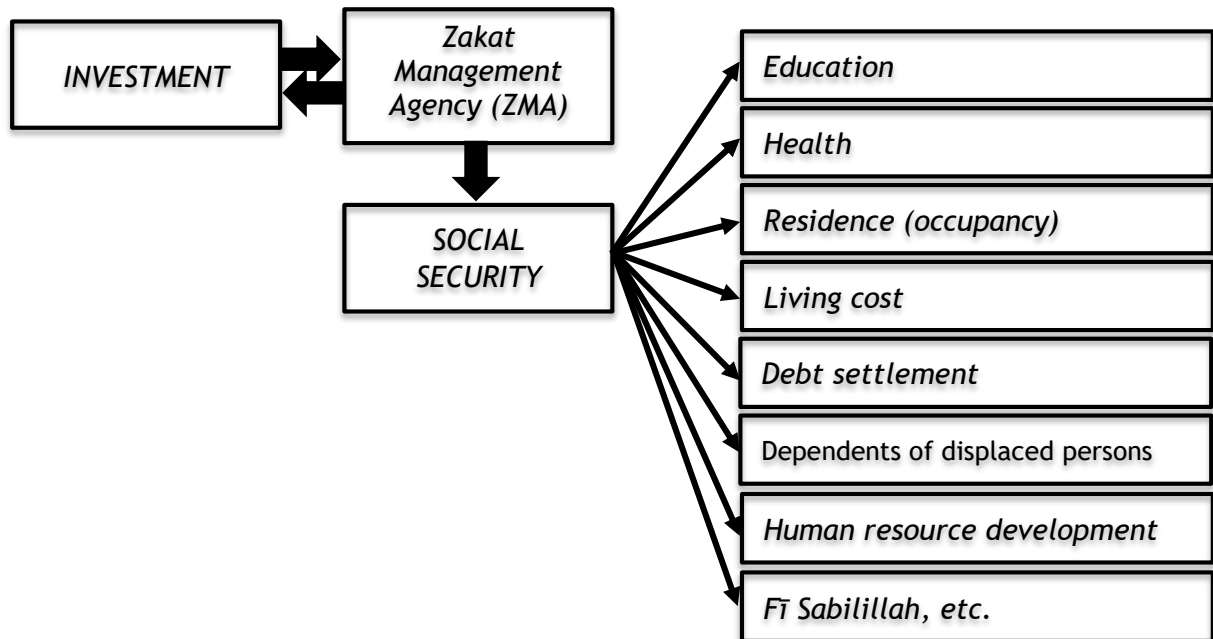 INVESTMENT
Zakat
Management
Agency (ZMA)
SOCIAL
SECURITY
Education
Health
Residence (occupancy)
Living cost
Debt settlement
Dependents of displaced persons
Human resource development
Fī Sabilillah, etc.